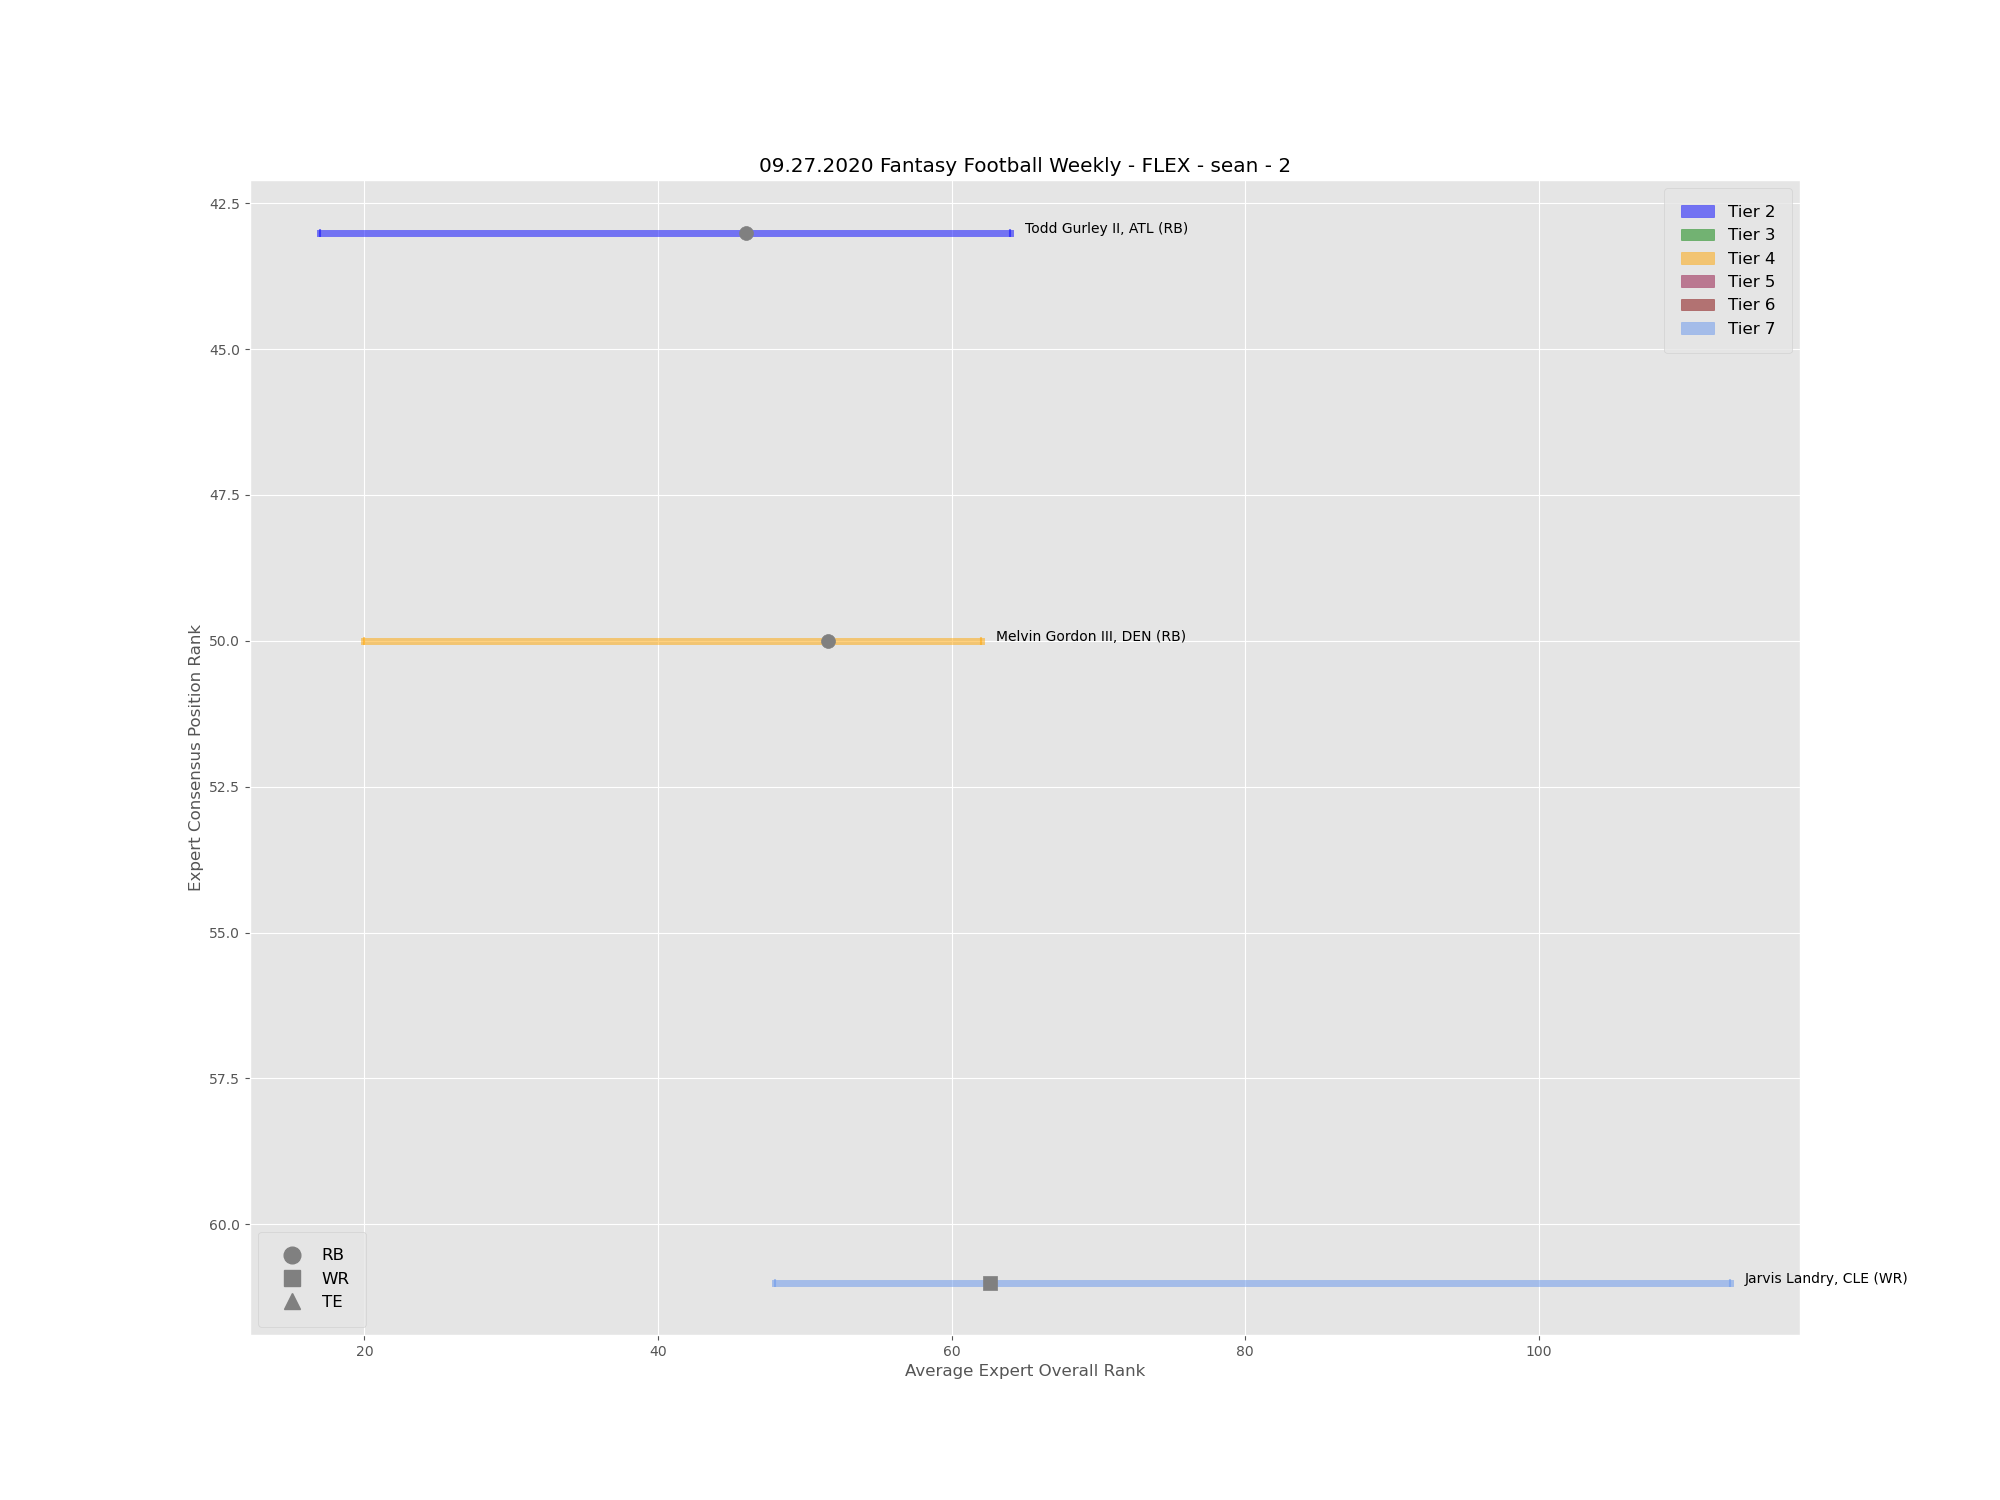 09.27.2020 Fantasy Football Weekly - FLEX - sean - 2
42.5
45.0
47.5
50.0
52.5
55.0
57.5
60.0
Expert Consensus Position Rank
Todd Gurley II, ATL (RB)
Melvin Gordon III, DEN (RB)
Jarvis Landry, CLE (WR)
Tier 2
Tier 3
Tier 4
Tier 5
Tier 6
Tier 7
RB
WR
TE
20
40
60
80
100
Average Expert Overall Rank